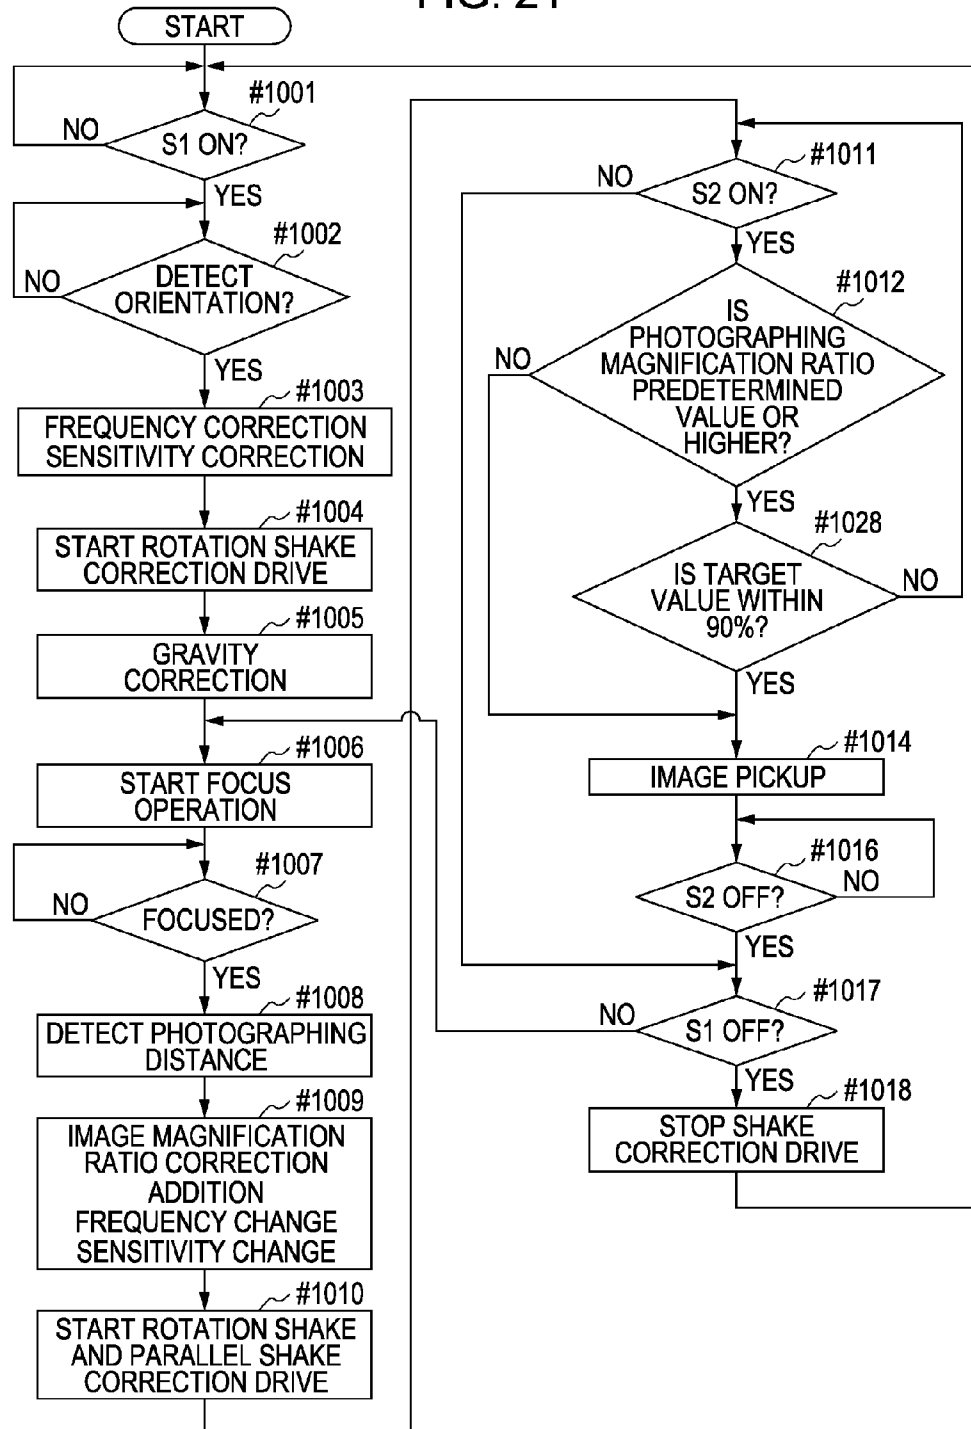 FIG. 21
START
#1001
S1 ON?
NO
YES
#1002
DETECT
ORIENTATION?
NO
YES
#1003
FREQUENCY CORRECTION
SENSITIVITY CORRECTION
#1004
START ROTATION SHAKE
CORRECTION DRIVE
#1005
GRAVITY
CORRECTION
#1006
START FOCUS
OPERATION
#1007
FOCUSED?
NO
YES
#1008
DETECT PHOTOGRAPHING
DISTANCE
#1009
IMAGE MAGNIFICATION
RATIO CORRECTION
ADDITION
FREQUENCY CHANGE
SENSITIVITY CHANGE
#1010
START ROTATION SHAKE
AND PARALLEL SHAKE
CORRECTION DRIVE
#1011
S2 ON?
NO
YES
#1012
IS
PHOTOGRAPHING
MAGNIFICATION RATIO
PREDETERMINED
VALUE OR
HIGHER?
NO
YES
#1028
IS TARGET
VALUE WITHIN
90%?
NO
YES
#1014
IMAGE PICKUP
#1016
S2 OFF?
NO
YES
#1017
S1 OFF?
NO
YES
#1018
STOP SHAKE
CORRECTION DRIVE